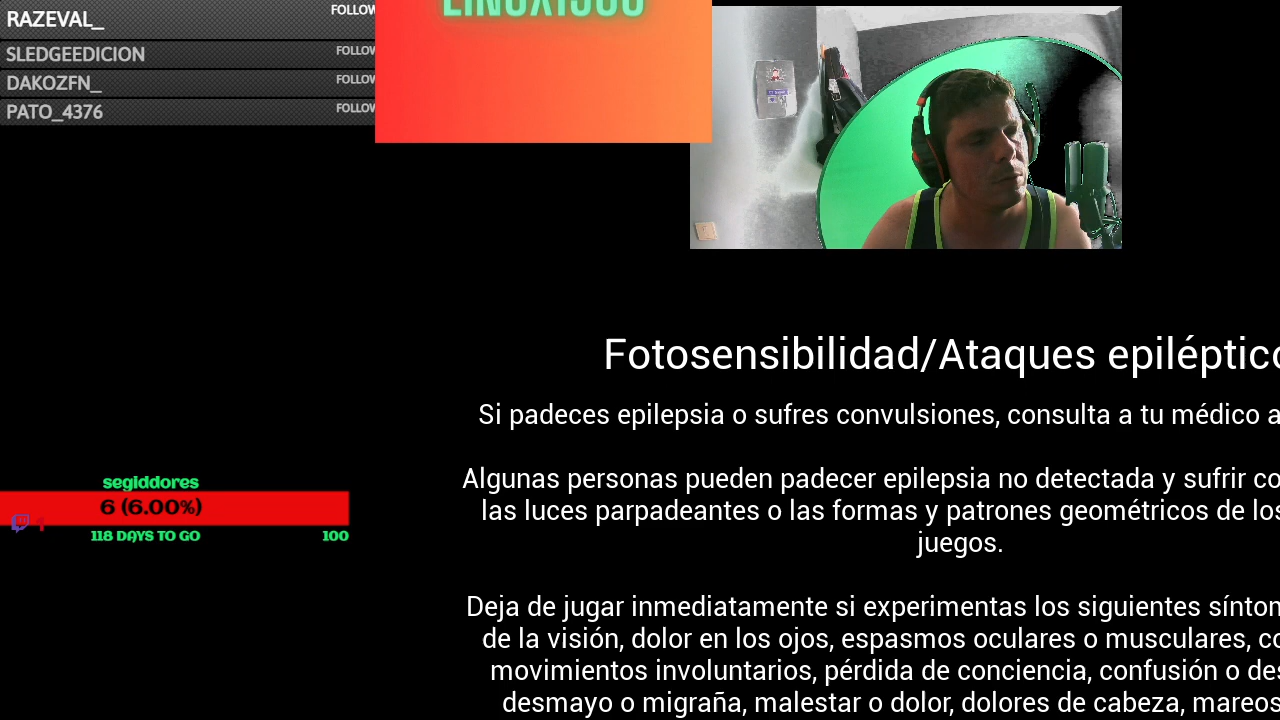 RAZEVAL_ FOLLOW
SLEDGEEDICION FOLLOW
DAKOZFN_ FOLLOW
PATO_4376 FOLLOW
LINOX1566
Fotosensibilidad/Ataques epiléptico
Si padeces epilepsia o sufres convulsiones, consulta a tu médico a
Algunas personas pueden padecer epilepsia no detectada y sufrir co
las luces parpadeantes o las formas y patrones geométricos de los
juegos.
segiddores
6 (6.00%)
118 DAYS TO GO 100
Deja de jugar inmediatamente si experimentas los siguientes síntom
de la visión, dolor en los ojos, espasmos oculares o musculares, co
movimientos involuntarios, pérdida de conciencia, confusión o des
desmayo o migraña, malestar o dolor, dolores de cabeza, mareos